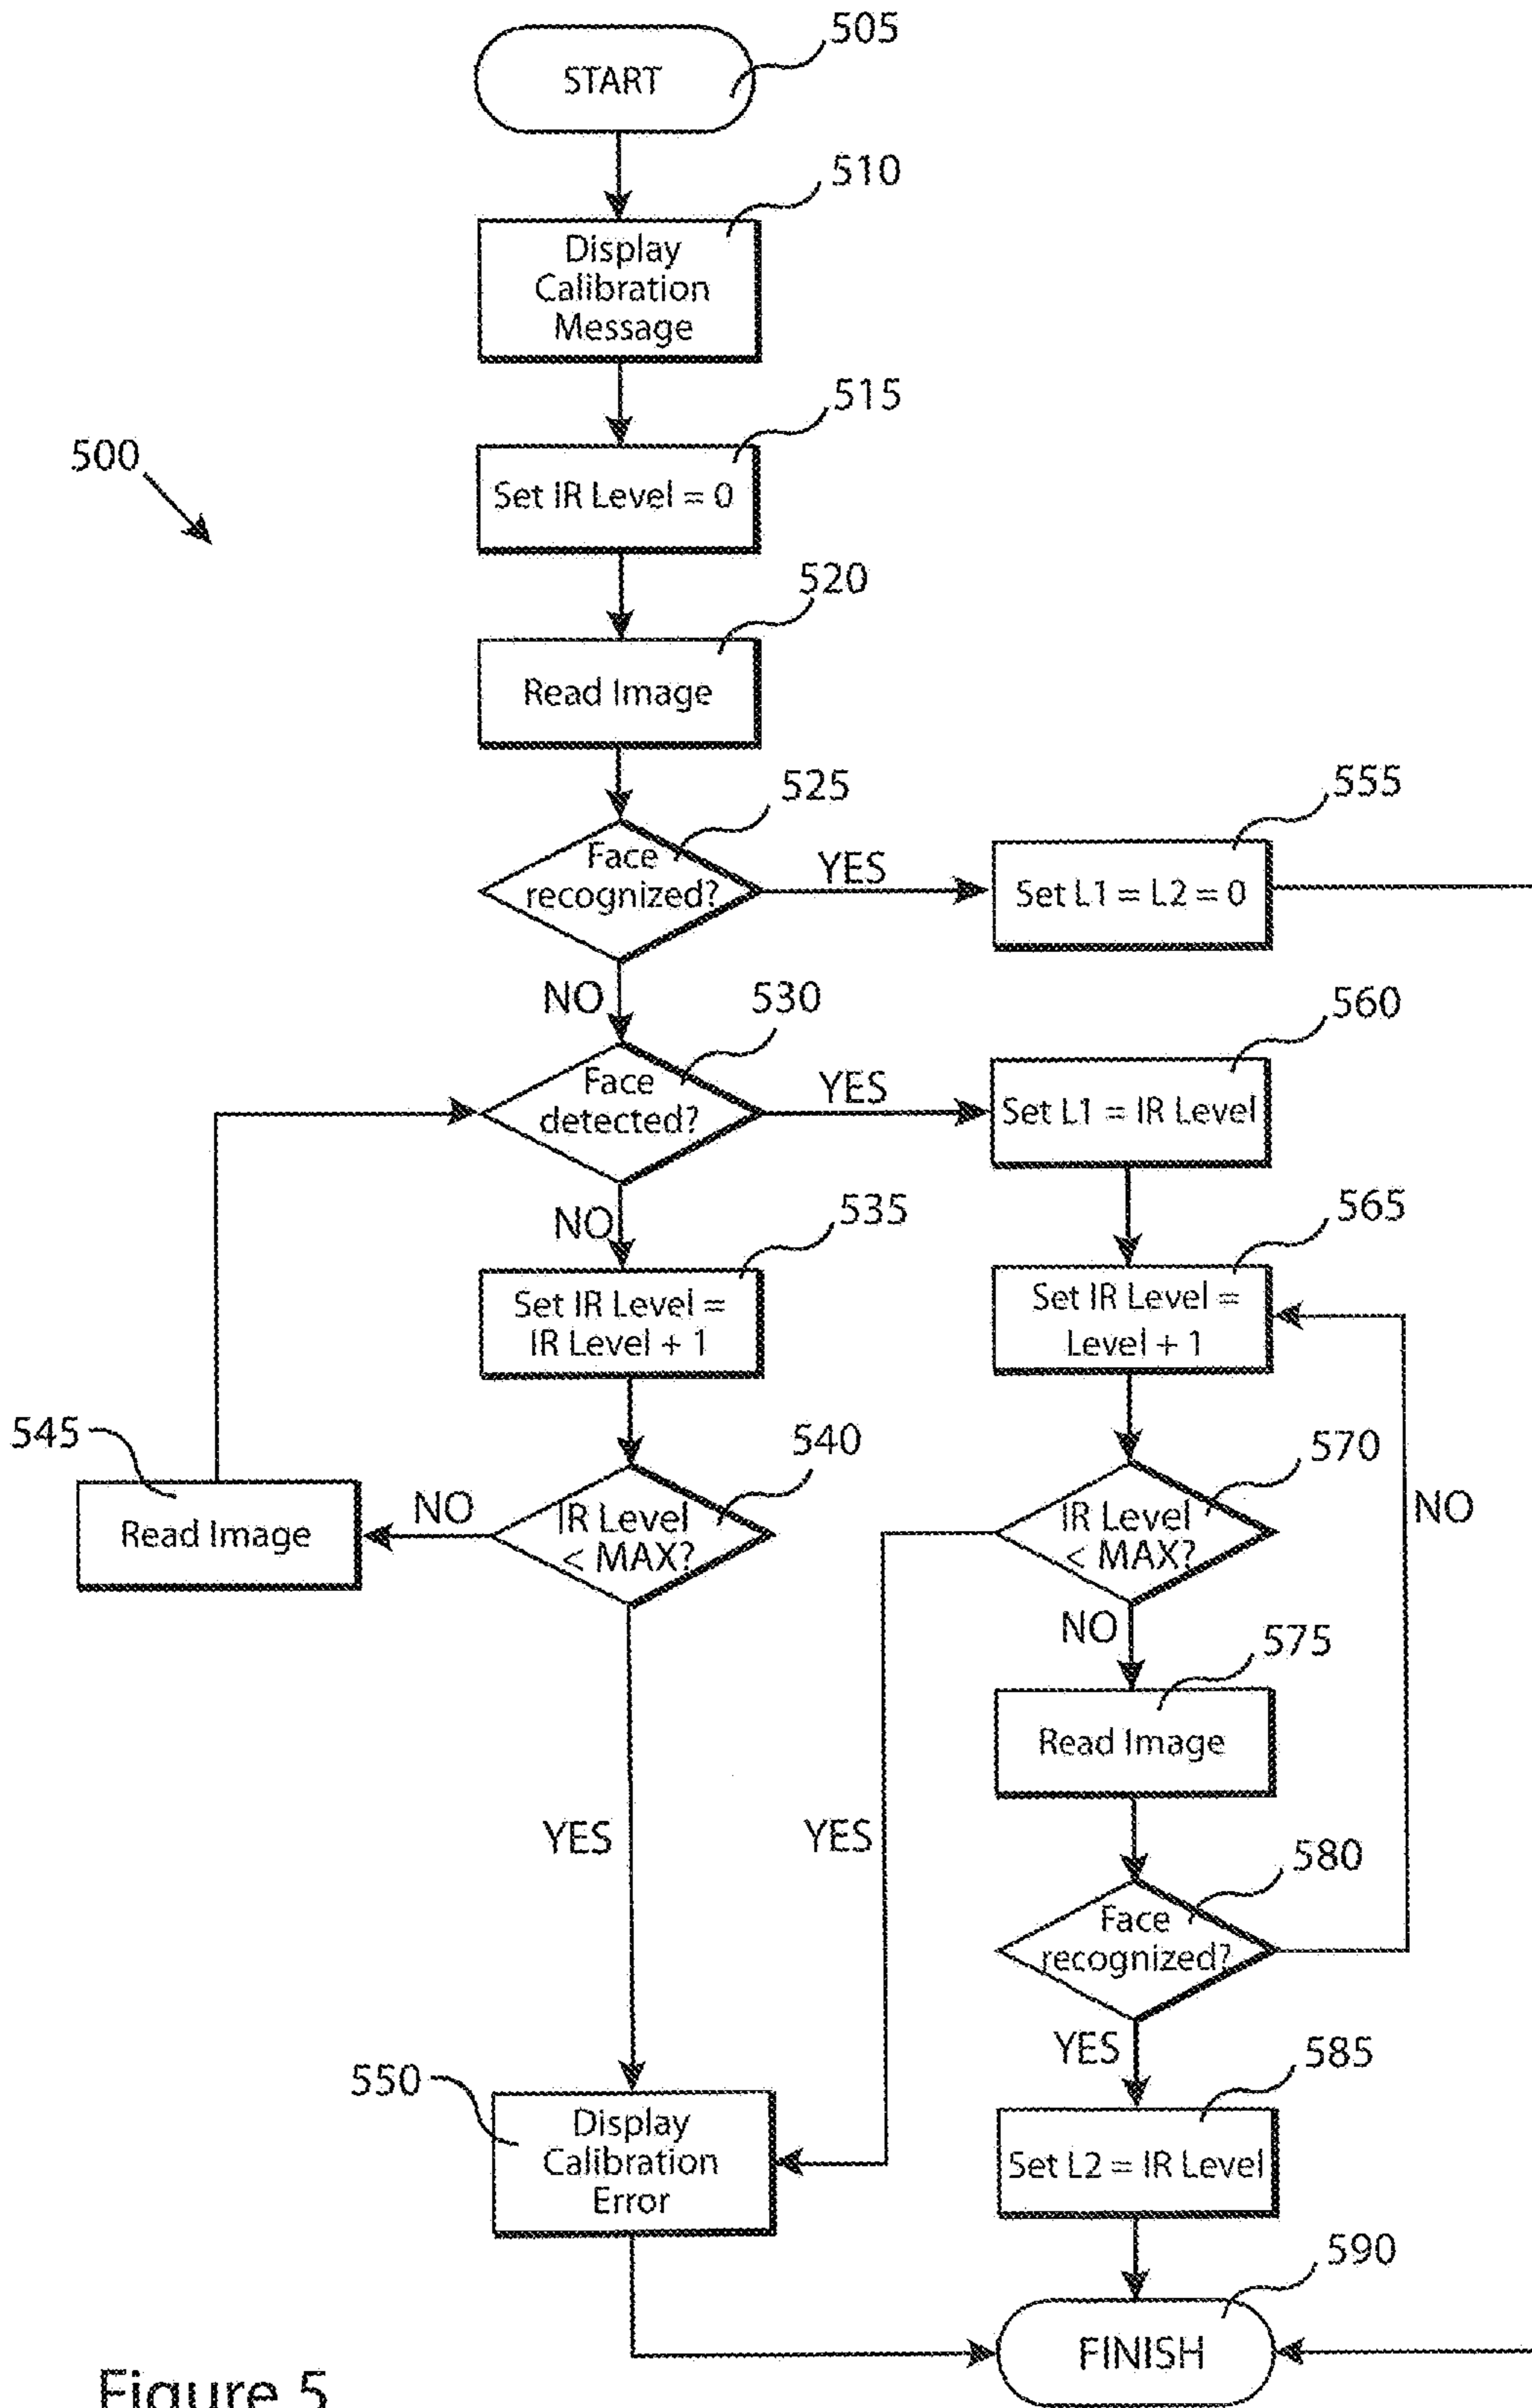 505
START
510
Display
Calibration
Message
515
500
Set IR Level = 0
520
Read Image
525
555
Face
recognized?
YES
Set L1 = L2 = 0
NO
530
560
Face
detected?
YES
Set L1 = IR Level
NO
535
565
Set IR Level =
IR Level + 1
Set IR Level =
Level + 1
545
540
570
Read Image
NO
IR Level
< MAX?
IR Level
< MAX?
NO
NO
575
Read Image
YES
YES
580
Face
recognized?
YES
550
585
Display
Calibration
Error
Set L2 = IR Level
590
FINISH
Figure 5